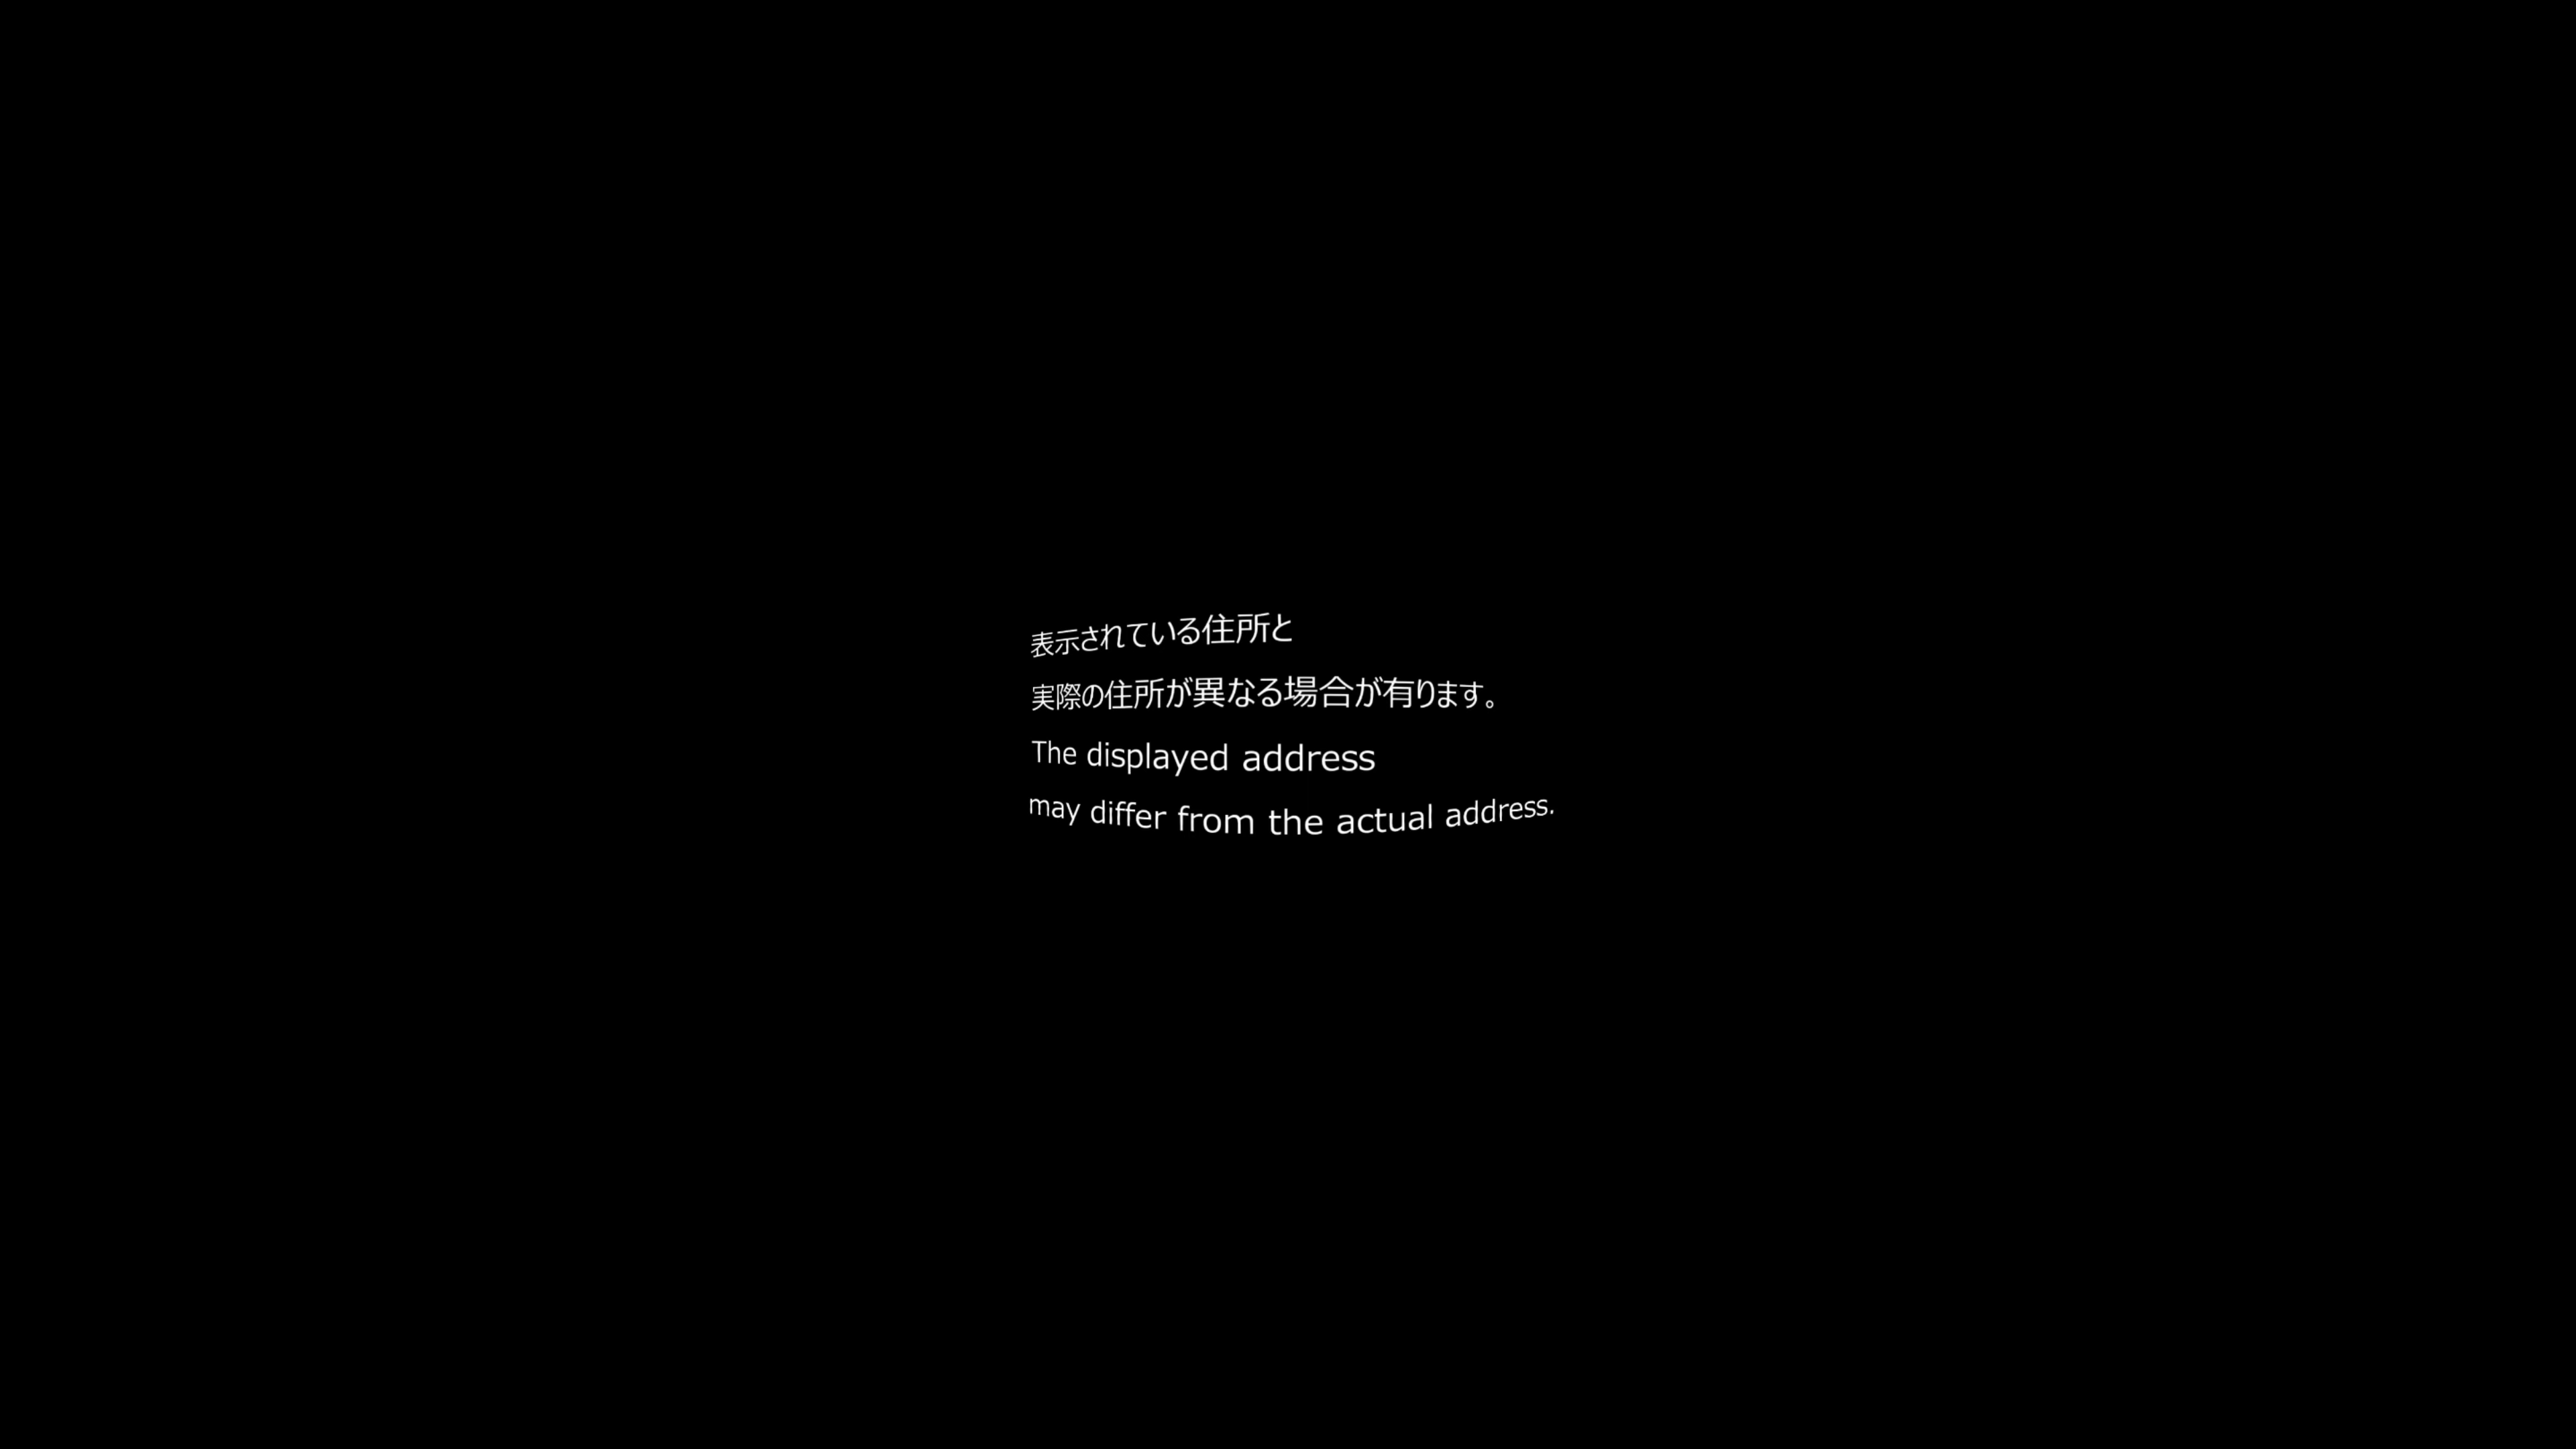 表示されている住所と
実際の住所が異なる場合が有ります。
The displayed address
may differ from the actual address.